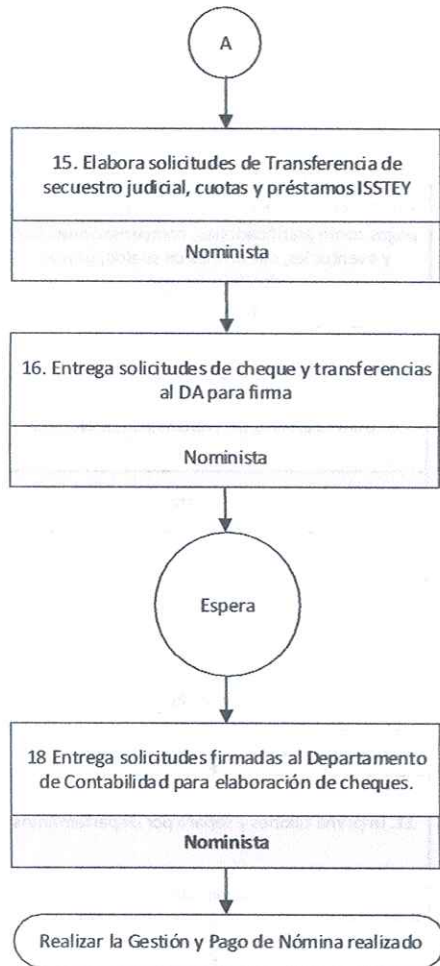 A
15. Elabora solicitudes de Transferencia de
secuestro judicial, cuotas y préstamos ISSTEY
Nominista
16. Entrega solicitudes de cheque y transferencias
al DA para firma
Nominista
Espera
18 Entrega solicitudes firmadas al Departamento
de Contabilidad para elaboración de cheques.
Nominista
Realizar la Gestión y Pago de Nómina realizado